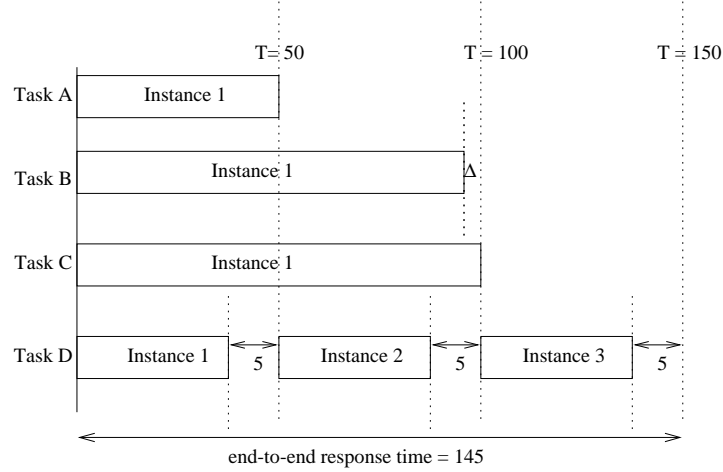 T= 50
T= 100
T= 150
Task A
Instance 1
Task B
Instance 1
Δ
Task C
Instance 1
Task D
Instance 1
Instance 2
Instance 3
5
5
5
end-to-end response time = 145